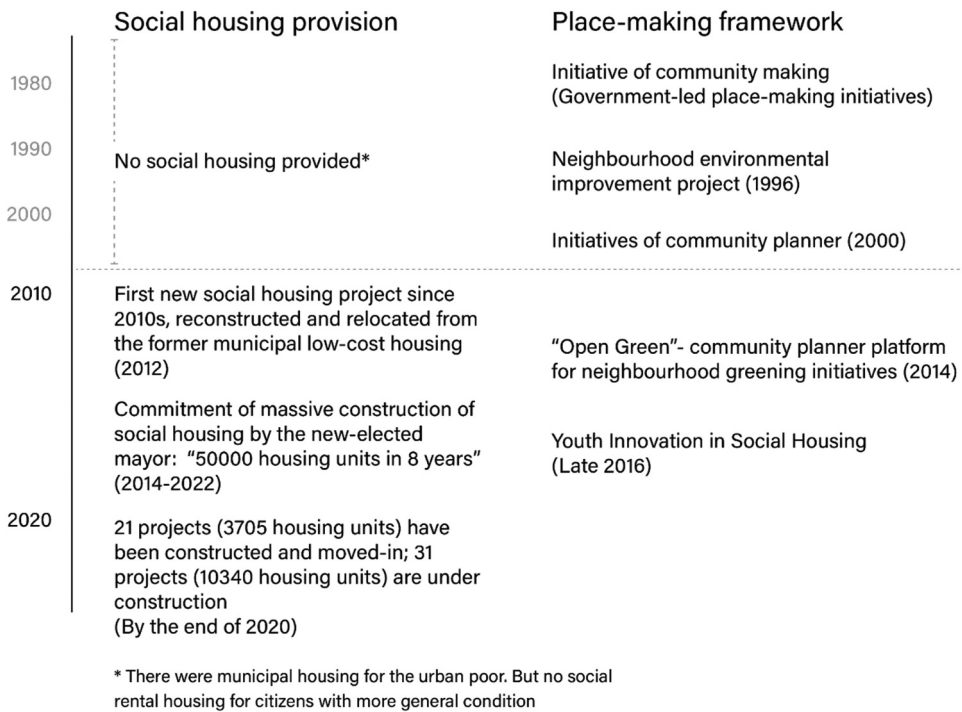 Social housing provision
Place-making framework
1980
Initiative of community making
(Government-led place-making initiatives)
1990
No social housing provided*
Neighbourhood environmental
improvement project (1996)
2000
Initiatives of community planner (2000)
2010
First new social housing project since
2010s, reconstructed and relocated from
the former municipal low-cost housing
(2012)
“Open Green”- community planner platform
for neighbourhood greening initiatives (2014)
Commitment of massive construction of
social housing by the new-elected
mayor:  “50000 housing units in 8 years”
(2014-2022)
Youth Innovation in Social Housing
(Late 2016)
2020
21 projects (3705 housing units) have
been constructed and moved-in; 31
projects (10340 housing units) are under
construction
(By the end of 2020)
* There were municipal housing for the urban poor. But no social
rental housing for citizens with more general condition